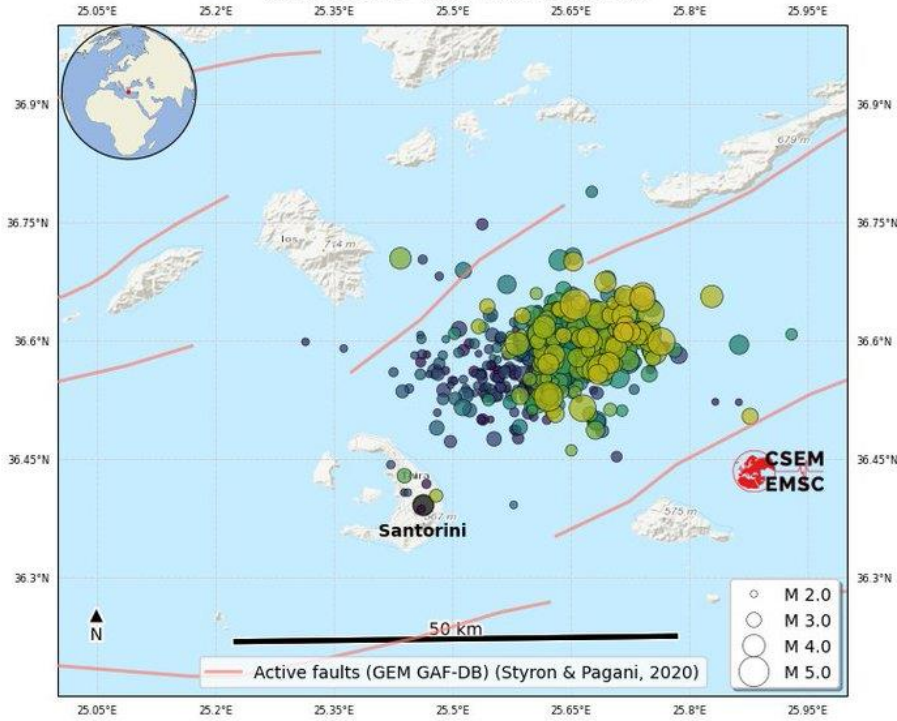 25.05°E 25.2°E 25.35°E 25.5°E 25.65°E 25.8°E 25.95°E
36.9°N 36.9°N
679 m
36.75°N 36.75°N
Ios
714 m
36.6°N 36.6°N
36.45°N 36.45°N
CSEM
EMSC
Santorini
575 m
36.3°N 36.3°N
N
50 km
M 2.0
M 3.0
M 4.0
M 5.0
Active faults (GEM GAF-DB) (Styron & Pagani, 2020)
25.05°E 25.2°E 25.35°E 25.5°E 25.65°E 25.8°E 25.95°E